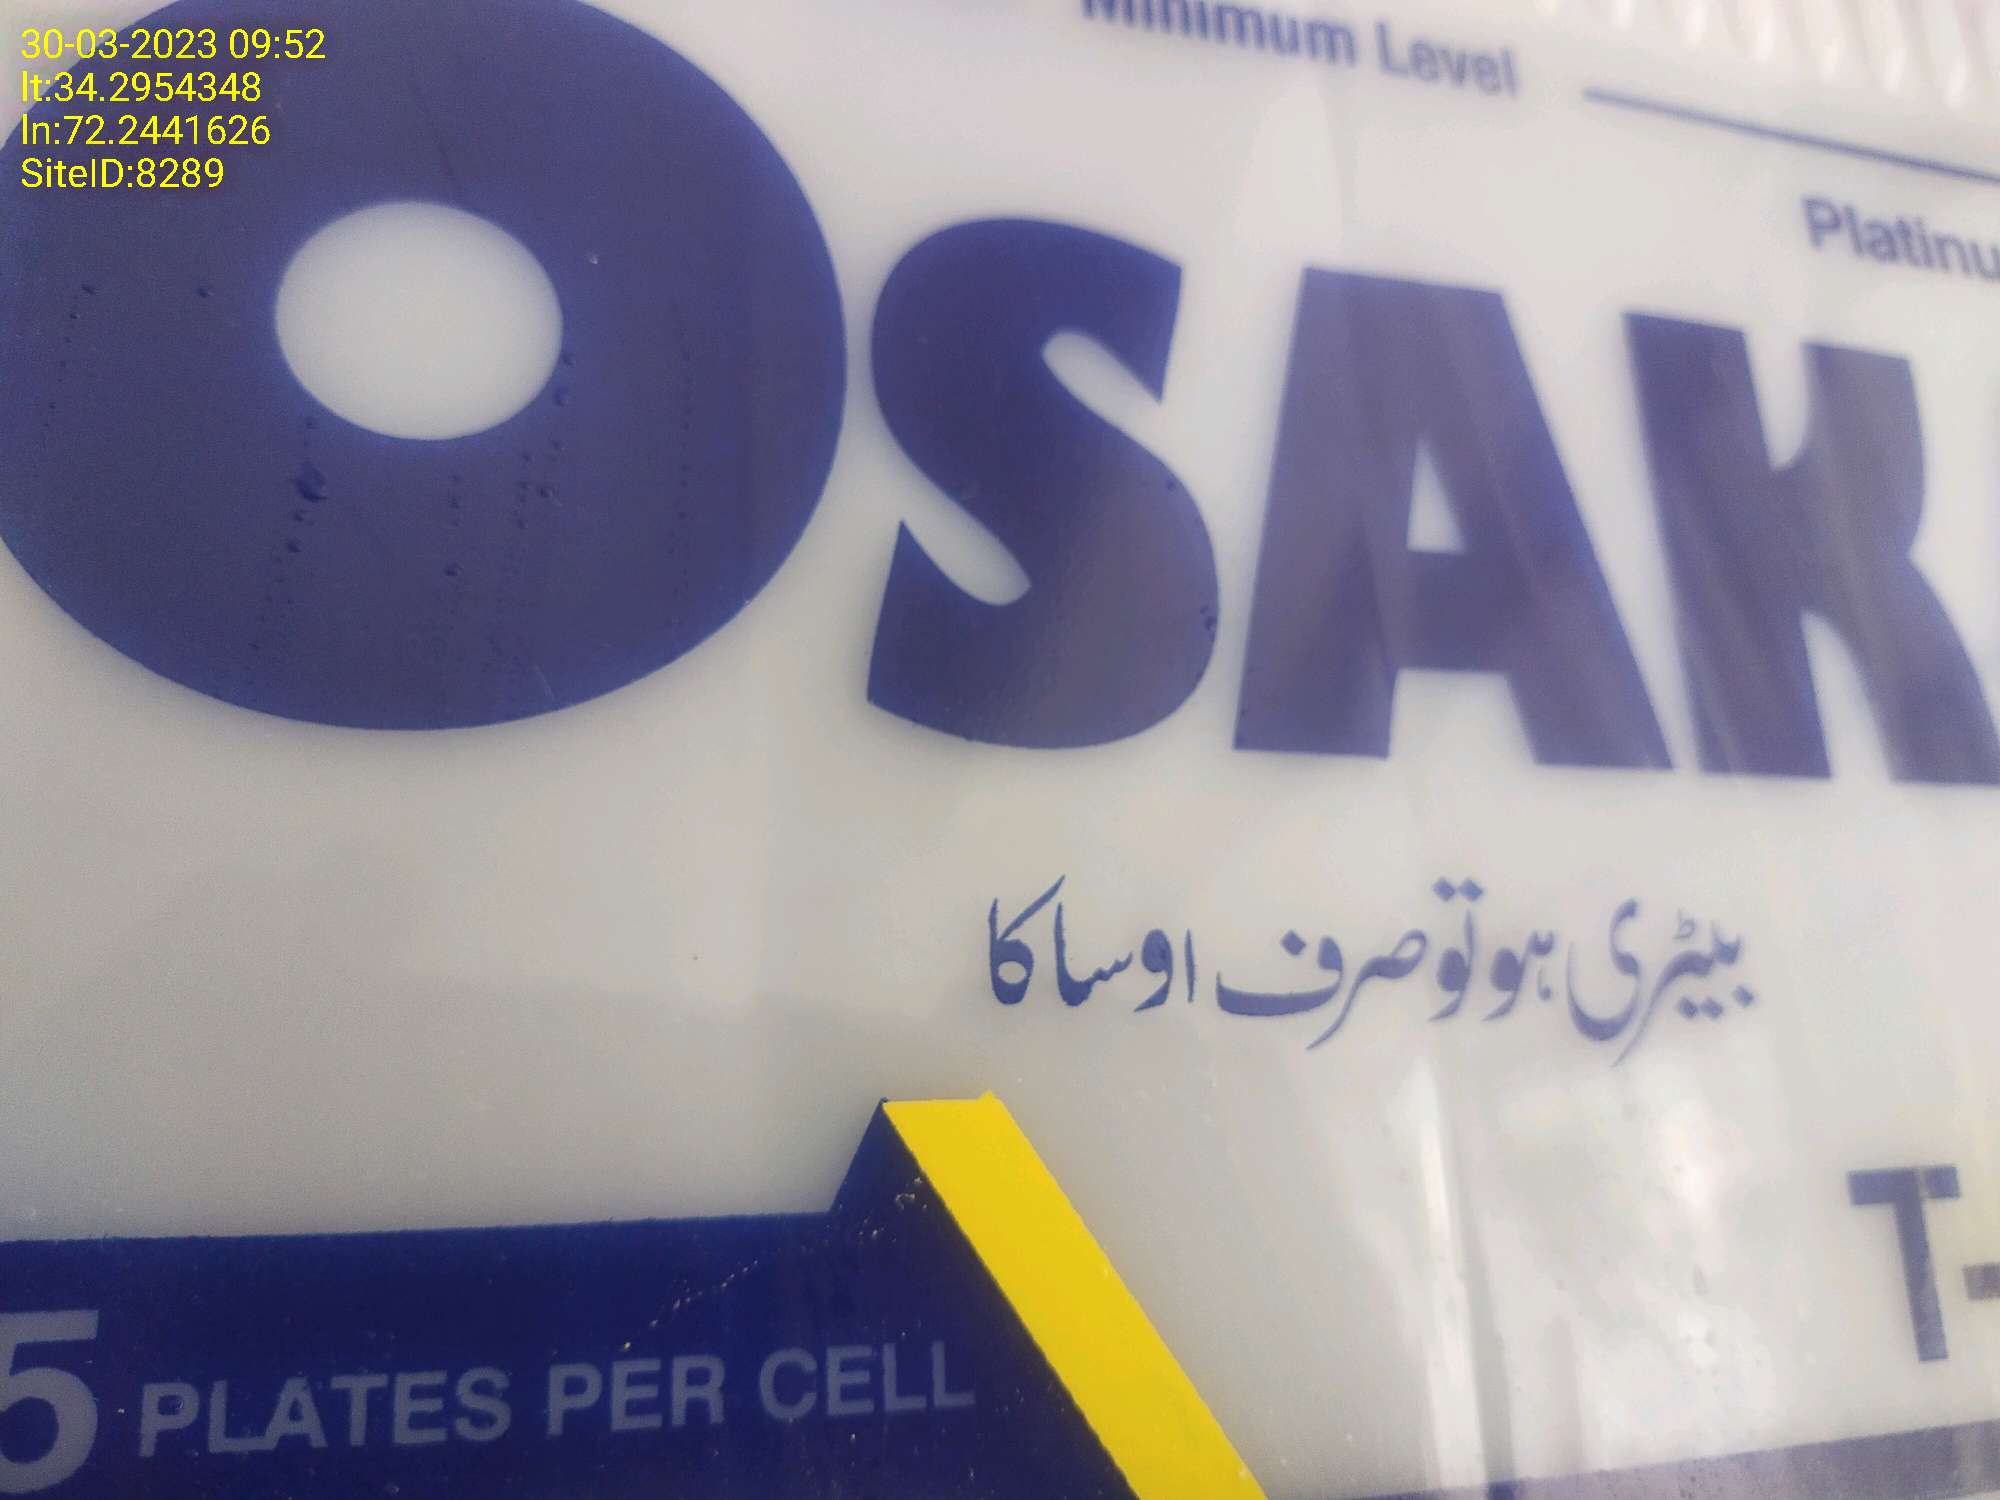 30-03-2023 09:52
lt:34.2954348
ln:72.2441626
SiteID:8289
Minimum Level
Platinu
OSAK
بیٹری ہو تو صرف اوساکا
T-
5 PLATES PER CELL